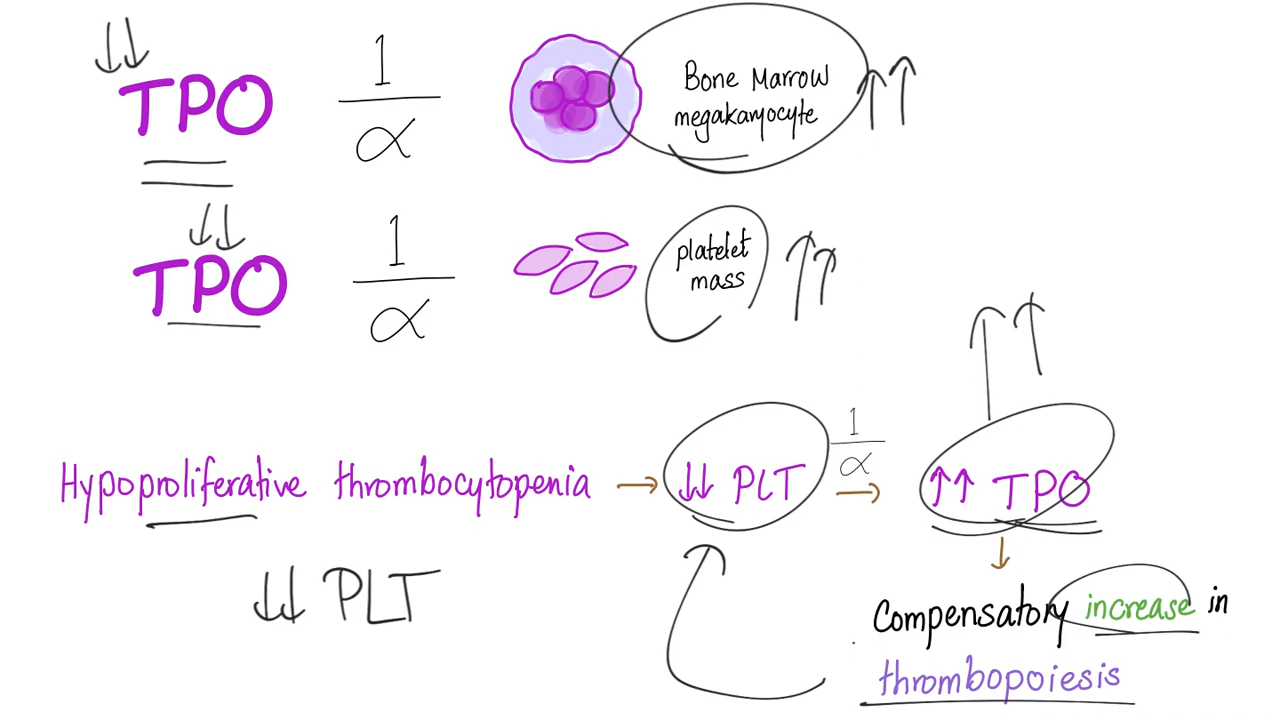 ↓↓
TPO 1/α Bone Marrow ↑↑
megakaryocyte
↓↓
TPO 1/α platelet ↑↑
mass
↑↑
Hypoproliferative thrombocytopenia → ↓↓ PLT 1/α → ↑↑ TPO
↓
↓↓ PLT
Compensatory increase in
thrombopoiesis